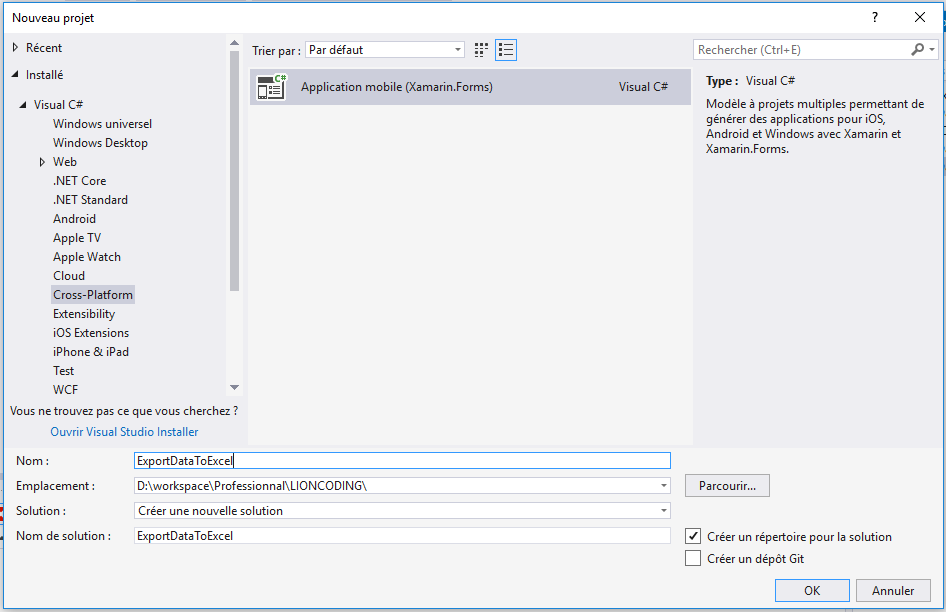 Nouveau projet
?
Récent
Installé
Visual C#
Windows universel
Windows Desktop
Web
.NET Core
.NET Standard
Android
Apple TV
Apple Watch
Cloud
Cross-Platform
Extensibility
iOS Extensions
iPhone & iPad
Test
WCF
Vous ne trouvez pas ce que vous cherchez ?
Ouvrir Visual Studio Installer
Trier par : Par défaut
C# Application mobile (Xamarin.Forms) Visual C#
Rechercher (Ctrl+E)
Type : Visual C#
Modèle à projets multiples permettant de
générer des applications pour iOS,
Android et Windows avec Xamarin et
Xamarin.Forms.
Nom : ExportDataToExcel
Emplacement : D:\workspace\Professionnal\LIONCODING\
Parcourir...
Solution : Créer une nouvelle solution
Nom de solution : ExportDataToExcel
Créer un répertoire pour la solution
Créer un dépôt Git
OK Annuler